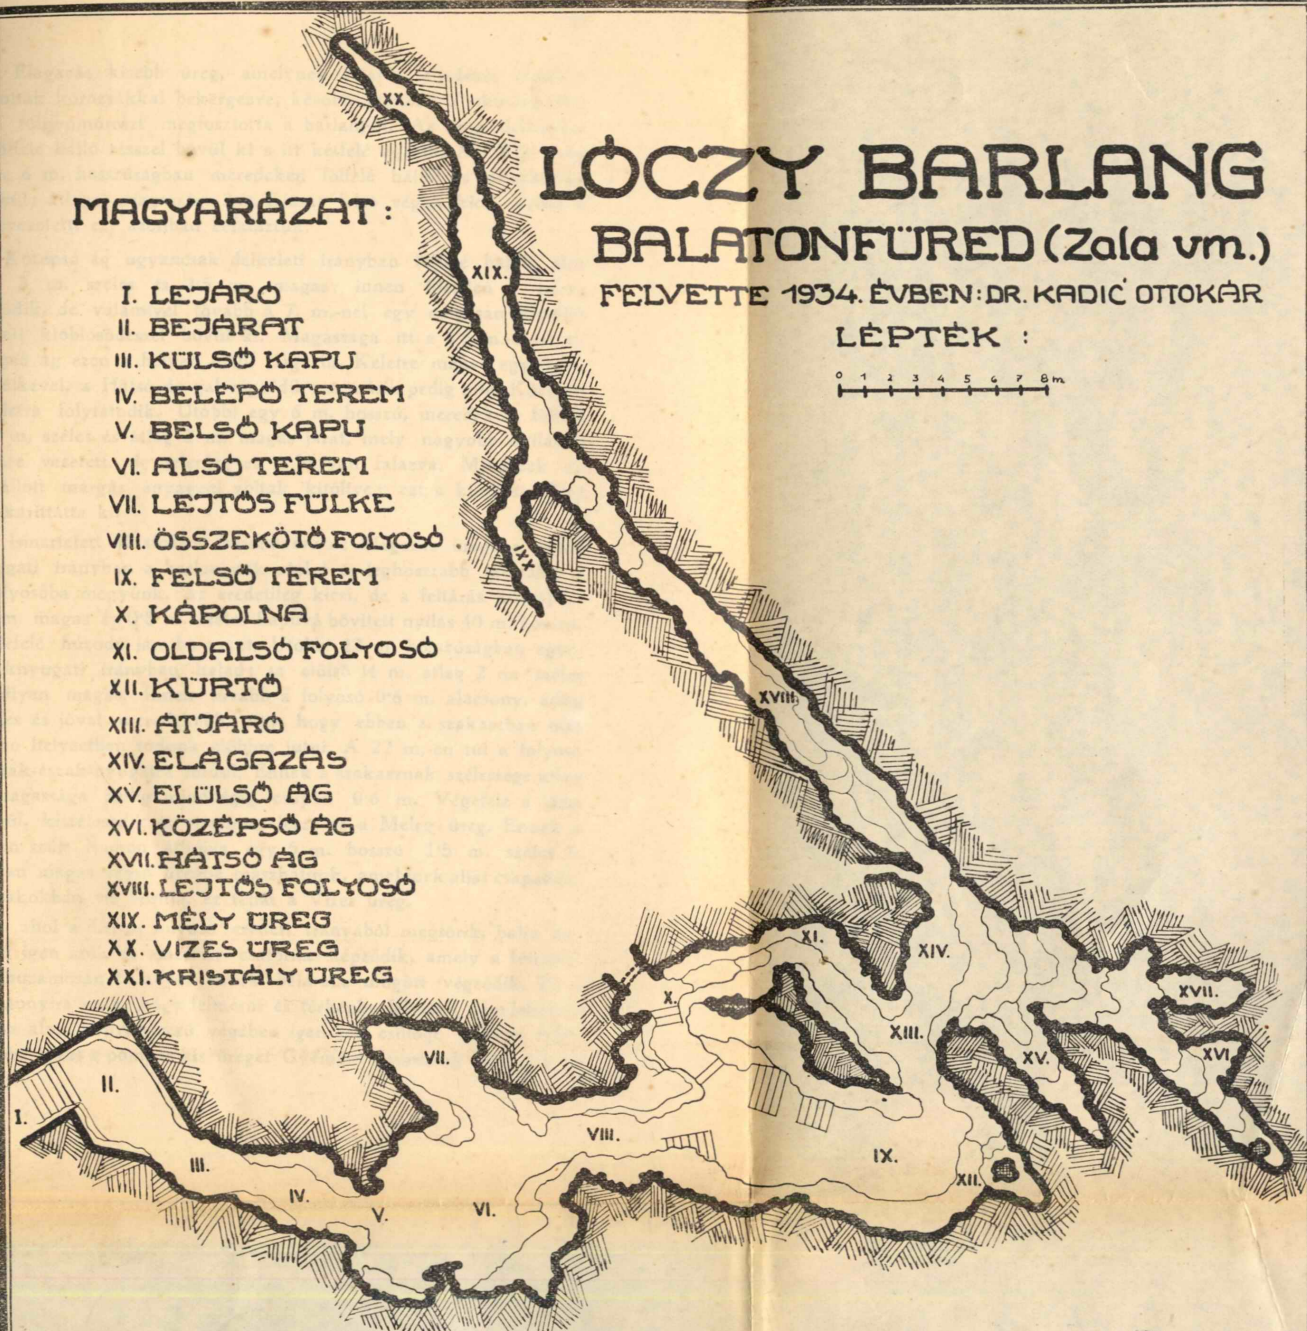 LÓCZY BARLANG
BALATONFÜRED (Zala vm.)
FELVETTE 1934. ÉVBEN: DR. KADIĆ OTTOKÁR
LÉPTÉK :
0 1 2 3 4 5 6 7 8 m
MAGYARÁZAT :
I. LEJÁRÓ
II. BEJÁRAT
III. KÜLSŐ KAPU
IV. BELÉPŐ TEREM
V. BELSŐ KAPU
VI. ALSÓ TEREM
VII. LEJTŐS FÜLKE
VIII. ÖSSZEKÖTŐ FOLYOSÓ.
IX. FELSŐ TEREM
X. KÁPOLNA
XI. OLDALSÓ FOLYOSÓ
XII. KÜRTŐ
XIII. ÁTJÁRÓ
XIV. ELÁGAZÁS
XV. ELÜLSŐ ÁG
XVI. KÖZÉPSŐ ÁG
XVII. HÁTSÓ ÁG
XVIII. LEJTŐS FOLYOSÓ
XIX. MÉLY ÜREG
XX. VIZES ÜREG
XXI. KRISTÁLY ÜREG
XX.
XIX.
XXI
XVIII.
XI.
XIV.
X.
XIII.
XVII.
XVI.
XV.
VII.
II.
I.
VIII.
IX.
III.
XII.
IV.
V.
VI.